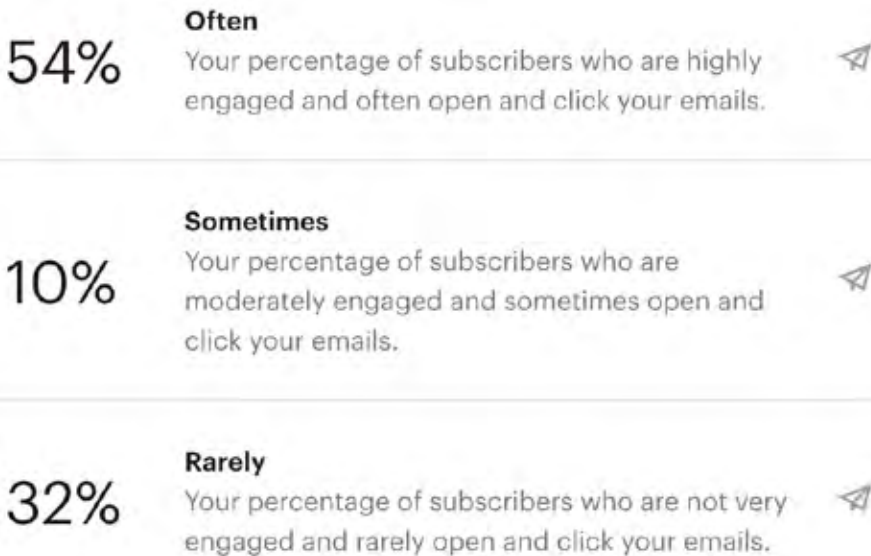 Often
54%
Your percentage of subscribers who are highly
engaged and often open and click your emails.
Sometimes
10%
Your percentage of subscribers who are
moderately engaged and sometimes open and
click your emails.
Rarely
32%
Your percentage of subscribers who are not very
engaged and rarely open and click your emails.